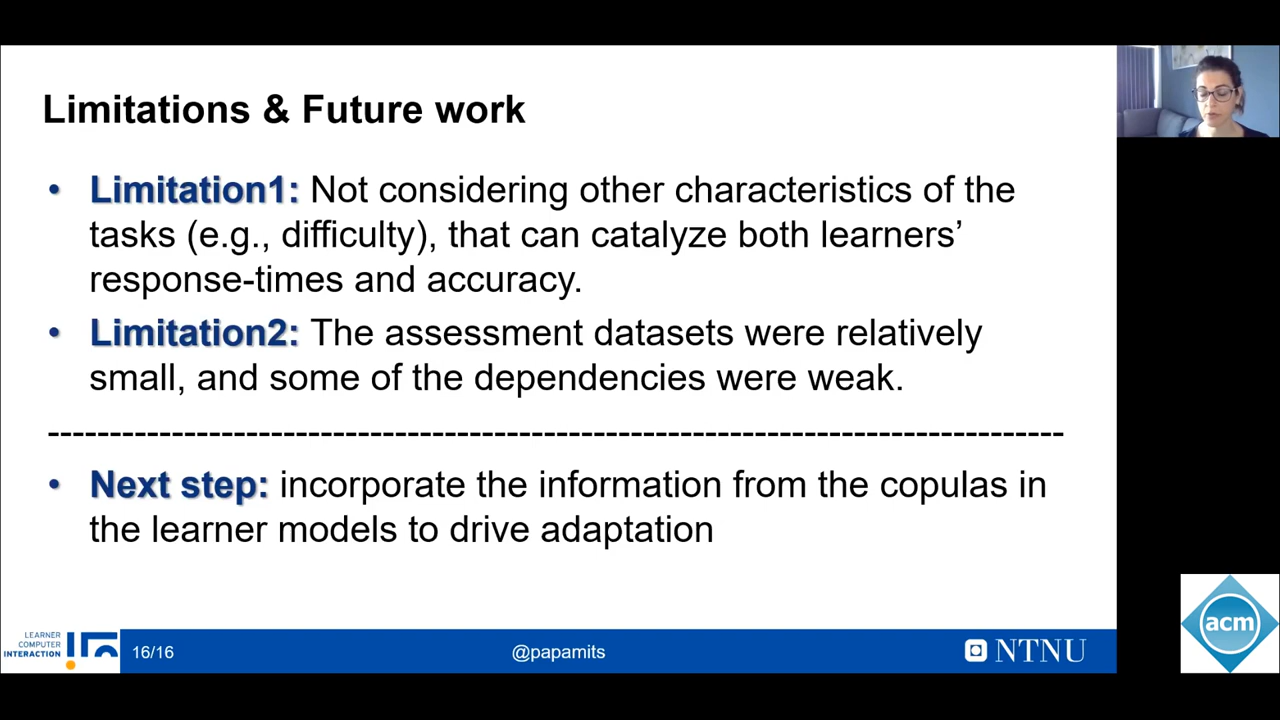 Limitations & Future work
• Limitation1: Not considering other characteristics of the
tasks (e.g., difficulty), that can catalyze both learners’
response-times and accuracy.
• Limitation2: The assessment datasets were relatively
small, and some of the dependencies were weak.
--------------------------------------------------------------------------------
• Next step: incorporate the information from the copulas in
the learner models to drive adaptation
LEARNER
COMPUTER
INTERACTION
16/16
@papamits
NTNU
acm